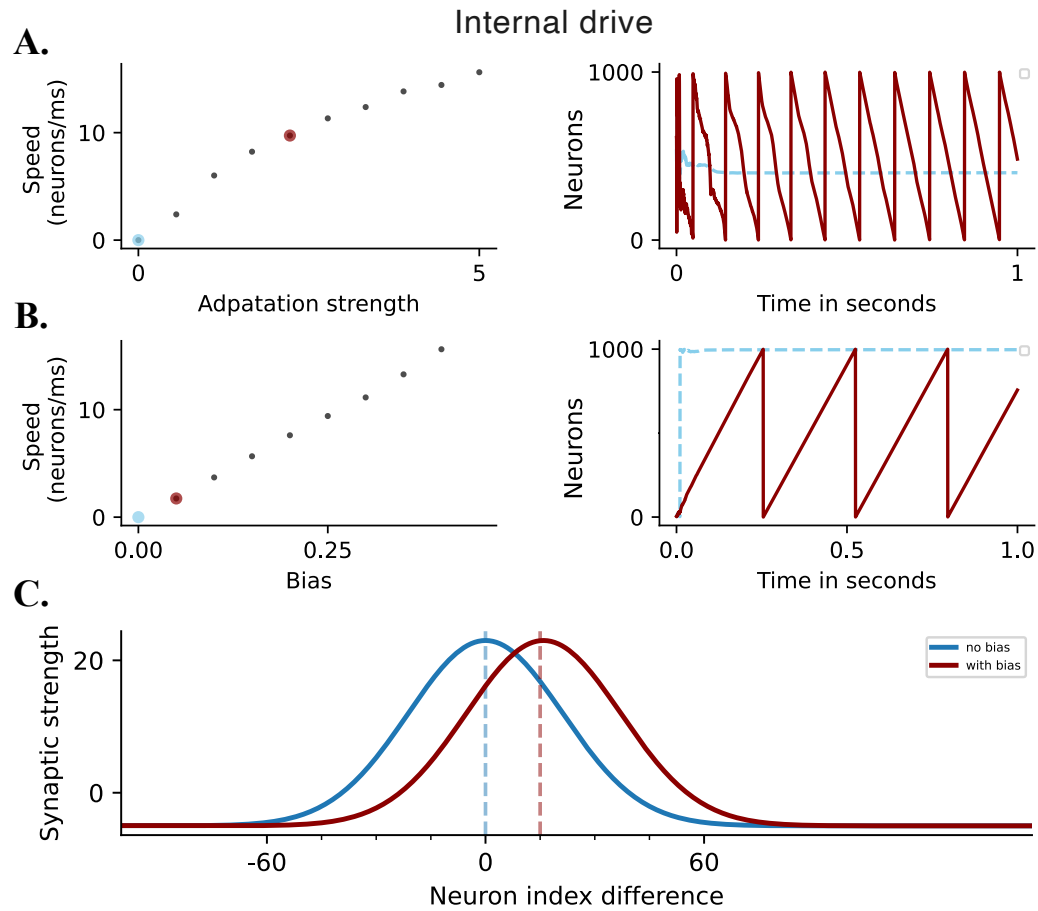 Internal drive
A.
Speed
(neurons/ms)
10
0
0
5
Adpatation strength
Neurons
1000
0
0
1
Time in seconds
B.
Speed
(neurons/ms)
10
0
0.00
0.25
Bias
Neurons
1000
0
0.0
0.5
1.0
Time in seconds
C.
Synaptic strength
20
0
-60
0
60
Neuron index difference
no bias
with bias